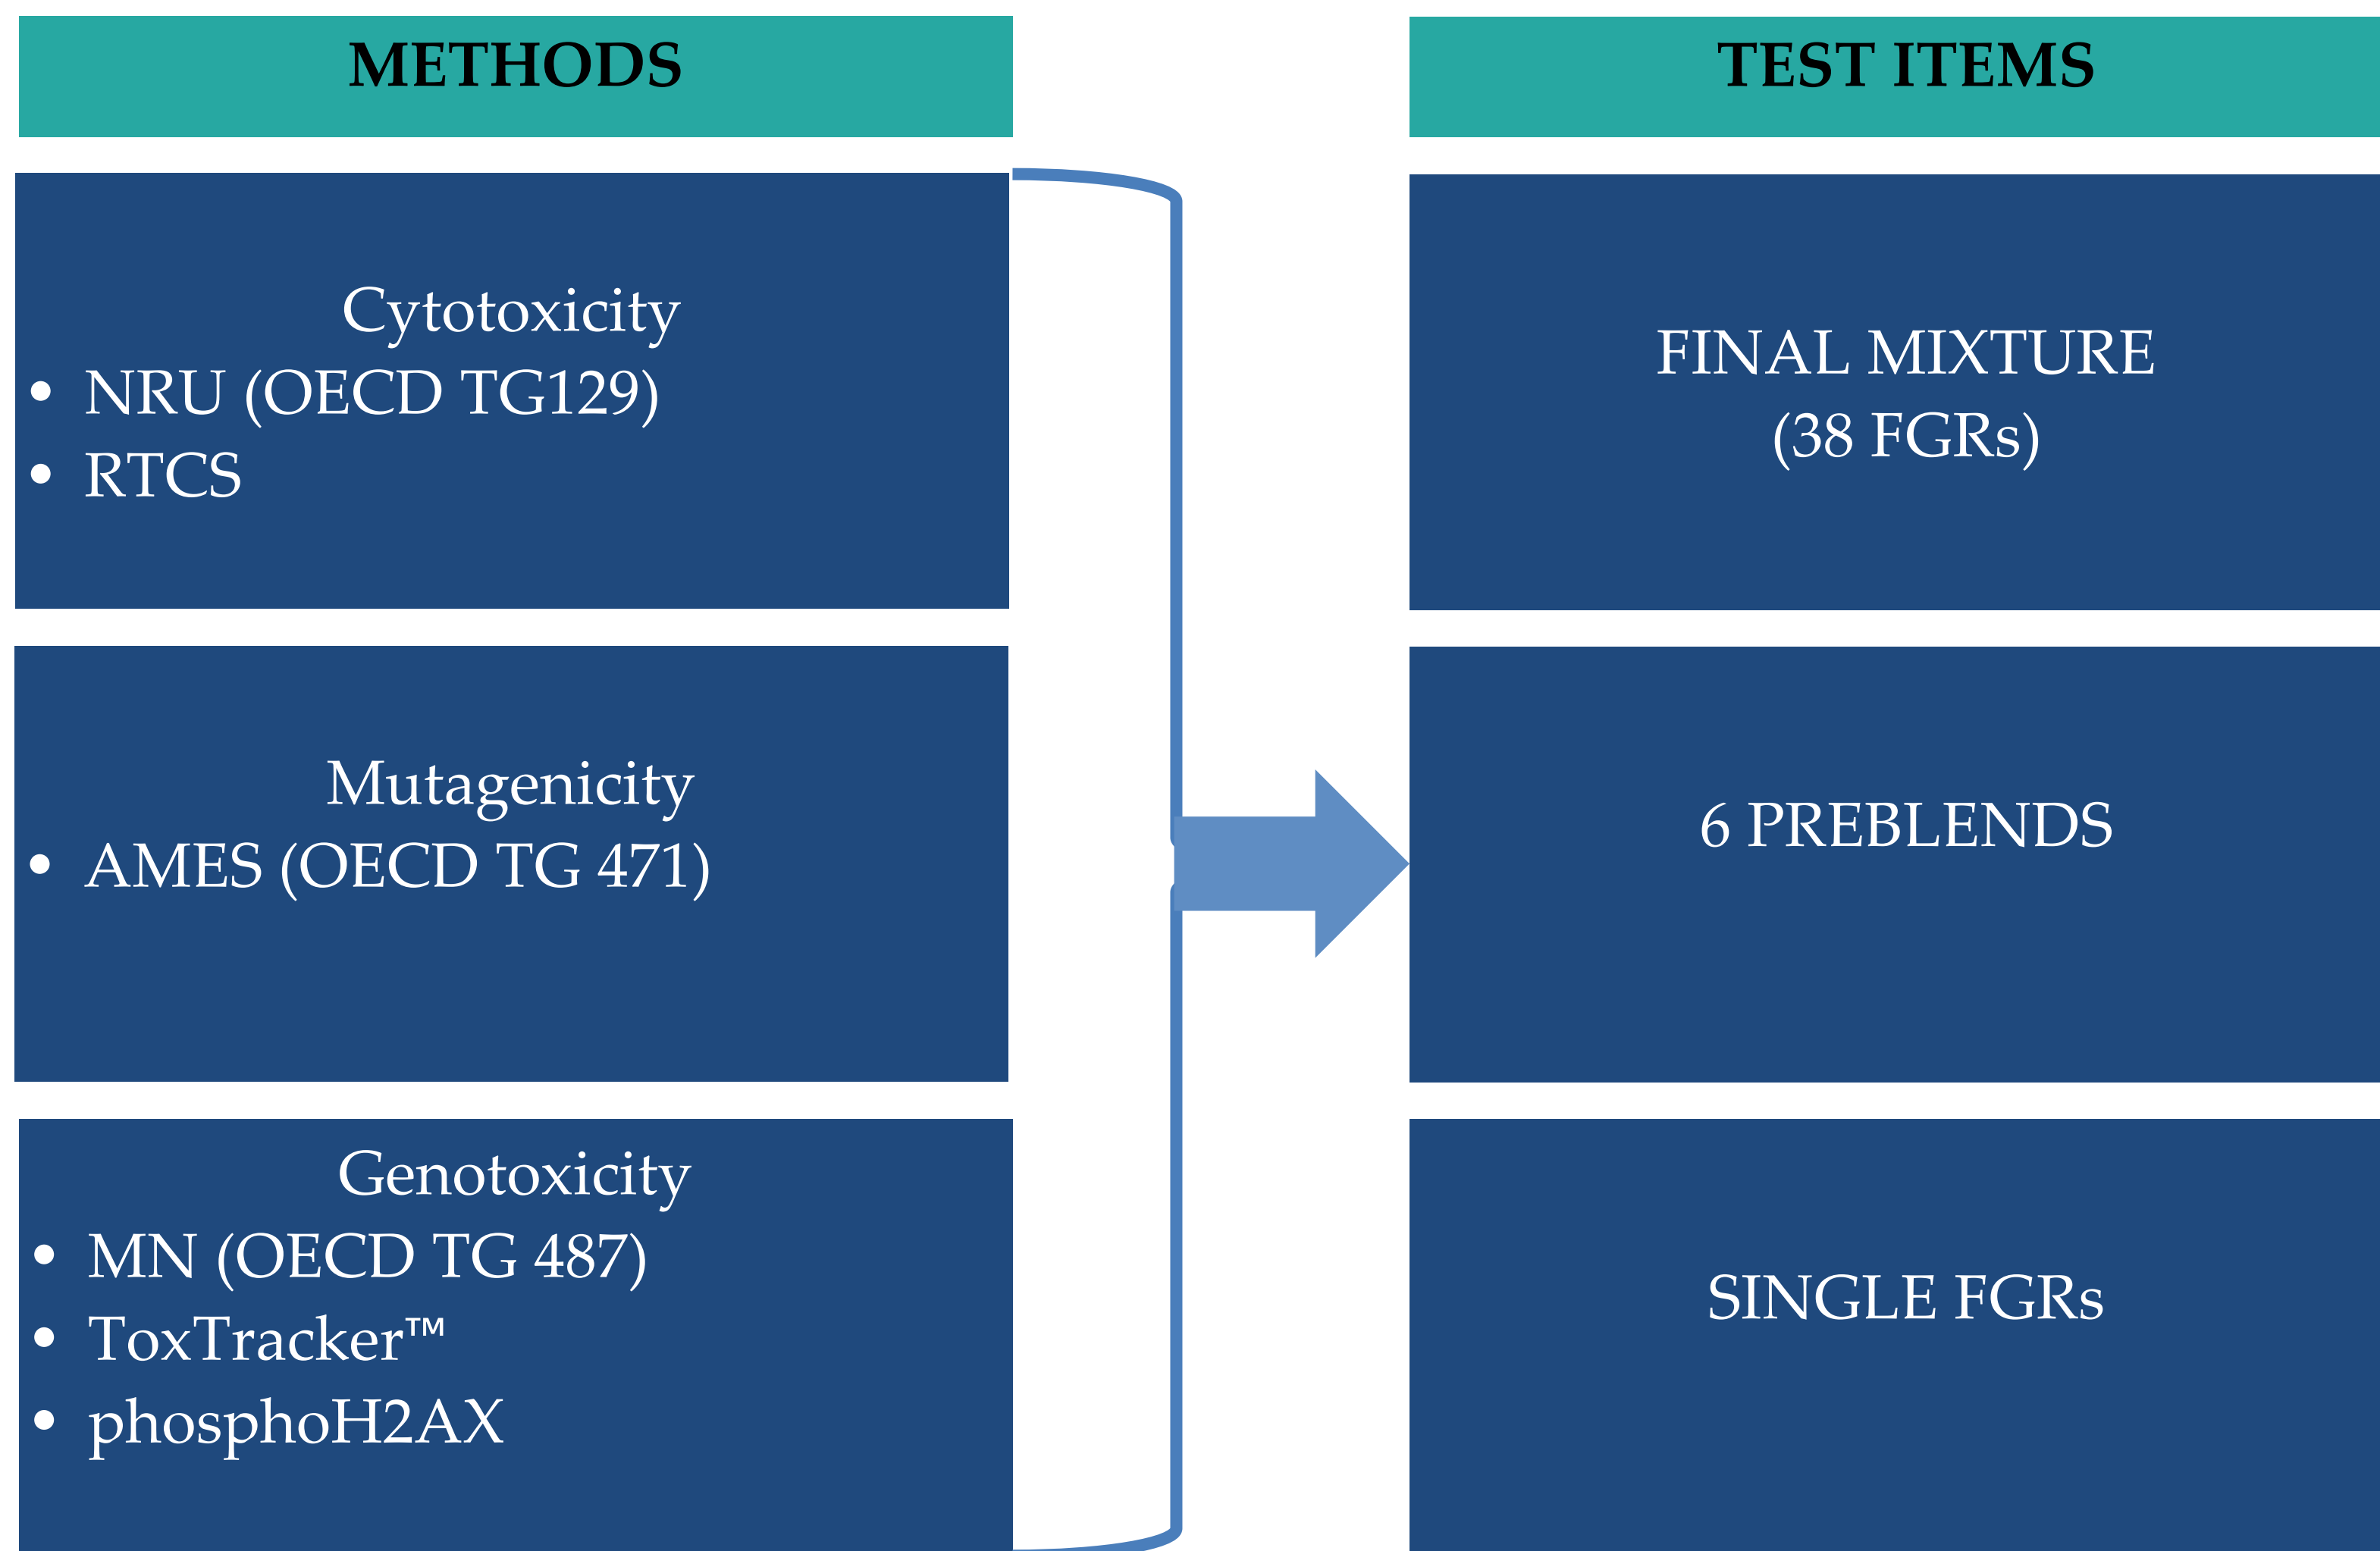 METHODS
Cytotoxicity
• NRU (OECD TG129)
• RTCS
Mutagenicity
• AMES (OECD TG 471)
Genotoxicity
• MN (OECD TG 487)
• ToxTracker™
• phosphoH2AX
TEST ITEMS
FINAL MIXTURE
(38 FGRs)
6 PREBLENDS
SINGLE FGRs